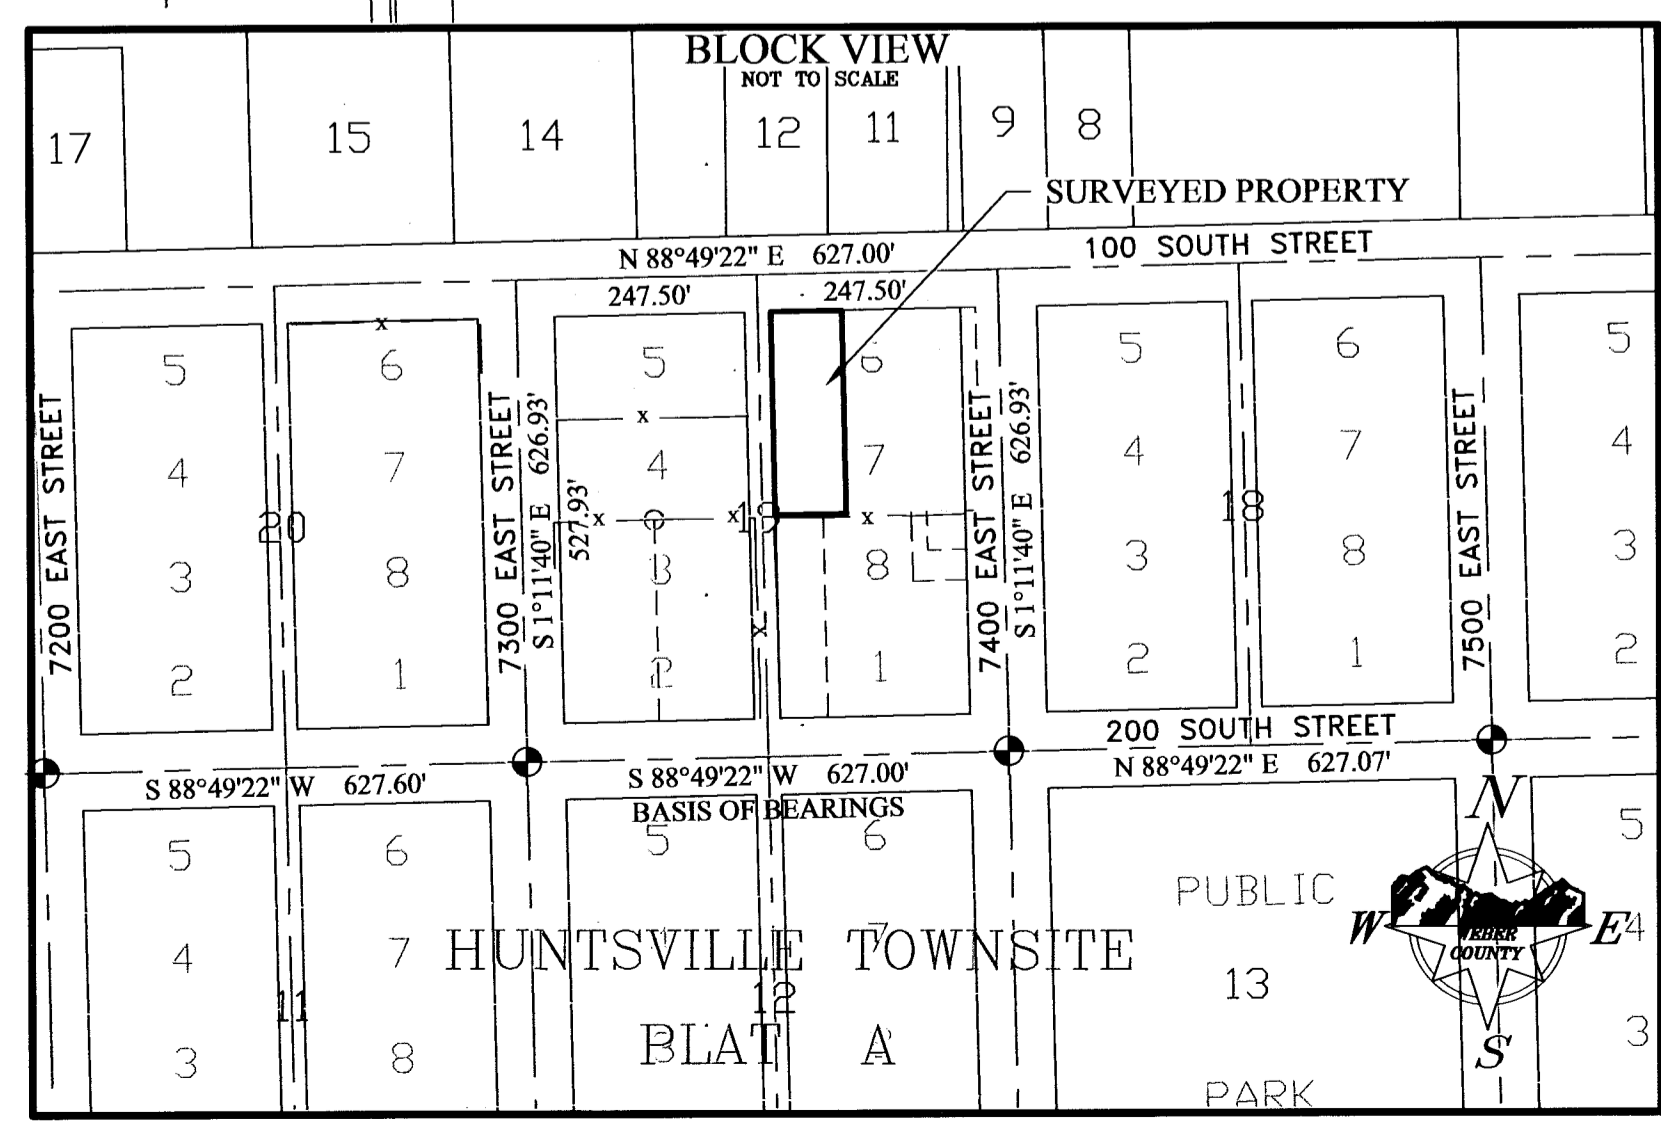 BLOCK VIEW
NOT TO SCALE
17
15
14
12
11
9
8
SURVEYED PROPERTY
100 SOUTH STREET
N 88°49'22" E 627.00'
247.50'
247.50'
5
6
5
6
5
6
5
x
x
4
7
4
7
4
7
4
20
19
18
x
x
x
3
8
3
8
3
8
3
x
2
1
2
1
2
1
2
7200 EAST STREET
7300 EAST STREET
S 1°11'40" E 626.93'
527.93'
7400 EAST STREET
S 1°11'40" E 626.93'
7500 EAST STREET
200 SOUTH STREET
S 88°49'22" W 627.60'
S 88°49'22" W 627.00'
N 88°49'22" E 627.07'
BASIS OF BEARINGS
5
6
5
6
5
PUBLIC
4
7
7
4
HUNTSVILLE TOWNSITE
11
12
13
3
8
3
PLAT A
PARK
N
W
E
S
WEBER
COUNTY